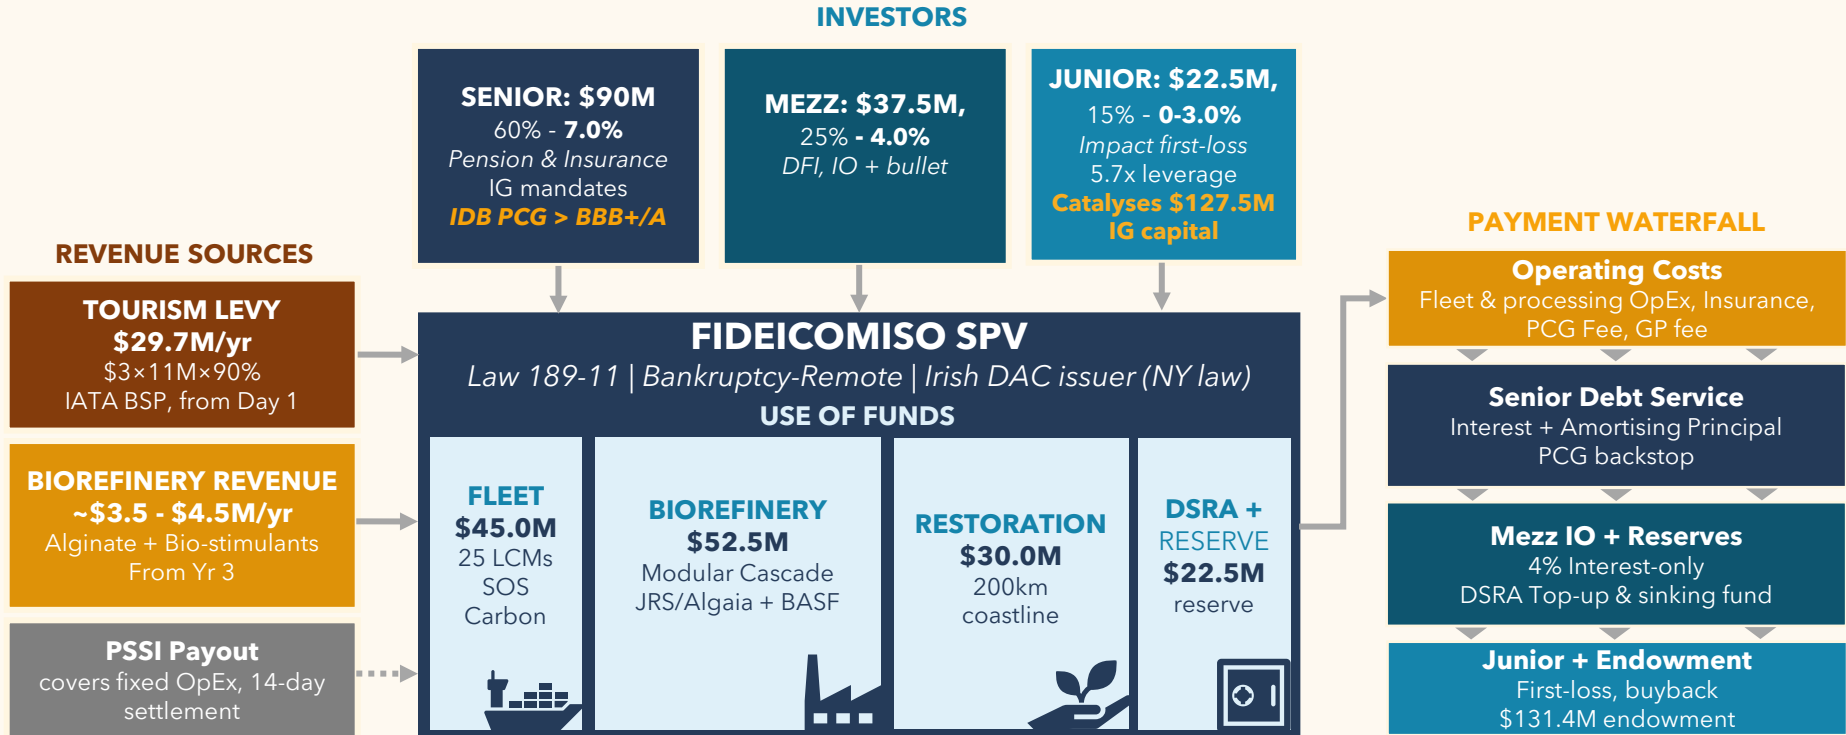 INVESTORS
SENIOR: $90M
60% - 7.0%
Pension & Insurance
IG mandates
IDB PCG > BBB+/A
MEZZ: $37.5M,
25% - 4.0%
DFI, IO + bullet
JUNIOR: $22.5M,
15% - 0-3.0%
Impact first-loss
5.7x leverage
Catalyses $127.5M
IG capital
REVENUE SOURCES
TOURISM LEVY
$29.7M/yr
$3×11M×90%
IATA BSP, from Day 1
BIOREFINERY REVENUE
~$3.5 - $4.5M/yr
Alginate + Bio-stimulants
From Yr 3
PSSI Payout
covers fixed OpEx, 14-day
settlement
FIDEICOMISO SPV
Law 189-11 | Bankruptcy-Remote | Irish DAC issuer (NY law)
USE OF FUNDS
FLEET
$45.0M
25 LCMs
SOS
Carbon
BIOREFINERY
$52.5M
Modular Cascade
JRS/Algaia + BASF
RESTORATION
$30.0M
200km
coastline
DSRA +
RESERVE
$22.5M
reserve
PAYMENT WATERFALL
Operating Costs
Fleet & processing OpEx, Insurance,
PCG Fee, GP fee
Senior Debt Service
Interest + Amortising Principal
PCG backstop
Mezz IO + Reserves
4% Interest-only
DSRA Top-up & sinking fund
Junior + Endowment
First-loss, buyback
$131.4M endowment